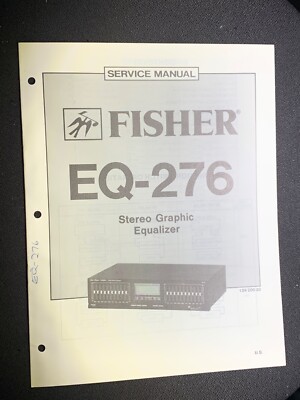 SERVICE MANUAL
FISHER®
EQ-276
Stereo Graphic
Equalizer
EQ-276